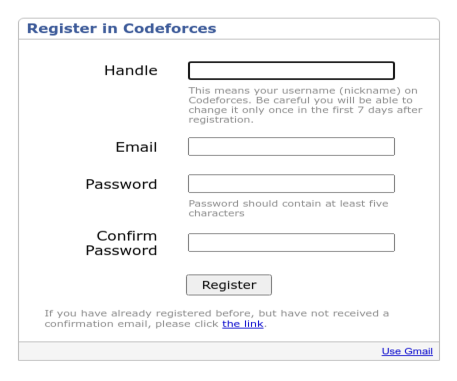 Register in Codeforces
Handle
This means your username (nickname) on
Codeforces. Be careful you will be able to
change it only once in the first 7 days after
registration.
Email
Password
Password should contain at least five
characters
Confirm
Password
Register
If you have already registered before, but have not received a
confirmation email, please click the link.
Use Gmail